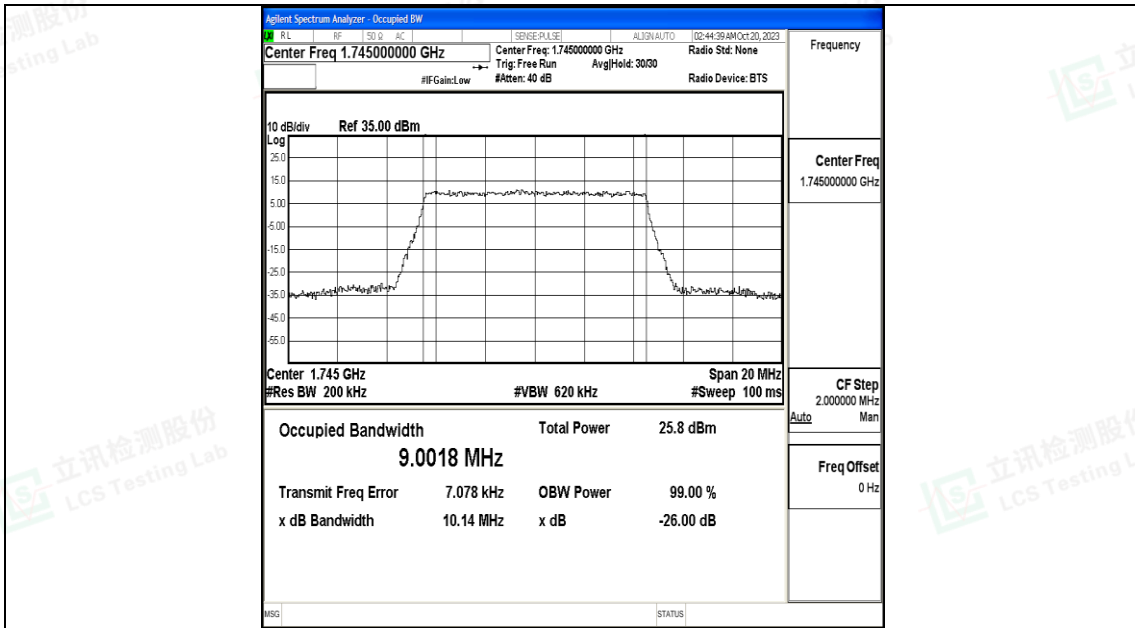 Agilent Spectrum Analyzer - Occupied BW
RL RF 50 Ω AC SENSE:PULSE ALIGN AUTO 02:44:39 AM Oct 20, 2023
Center Freq 1.745000000 GHz
Center Freq: 1.745000000 GHz
Radio Std: None
Trig: Free Run Avg|Hold: 30/30
#IFGain:Low #Atten: 40 dB Radio Device: BTS
10 dB/div Ref 35.00 dBm
Log
25.0
15.0
5.00
-5.00
-15.0
-25.0
-35.0
-45.0
-55.0
Center 1.745 GHz Span 20 MHz
#Res BW 200 kHz #VBW 620 kHz #Sweep 100 ms
Occupied Bandwidth Total Power 25.8 dBm
9.0018 MHz
Transmit Freq Error 7.078 kHz OBW Power 99.00 %
x dB Bandwidth 10.14 MHz x dB -26.00 dB
MSG STATUS
Frequency
Center Freq
1.745000000 GHz
CF Step
2.000000 MHz
Auto Man
Freq Offset
0 Hz
立讯检测股份
LCS Testing Lab
立讯检测股份
LCS Testing L